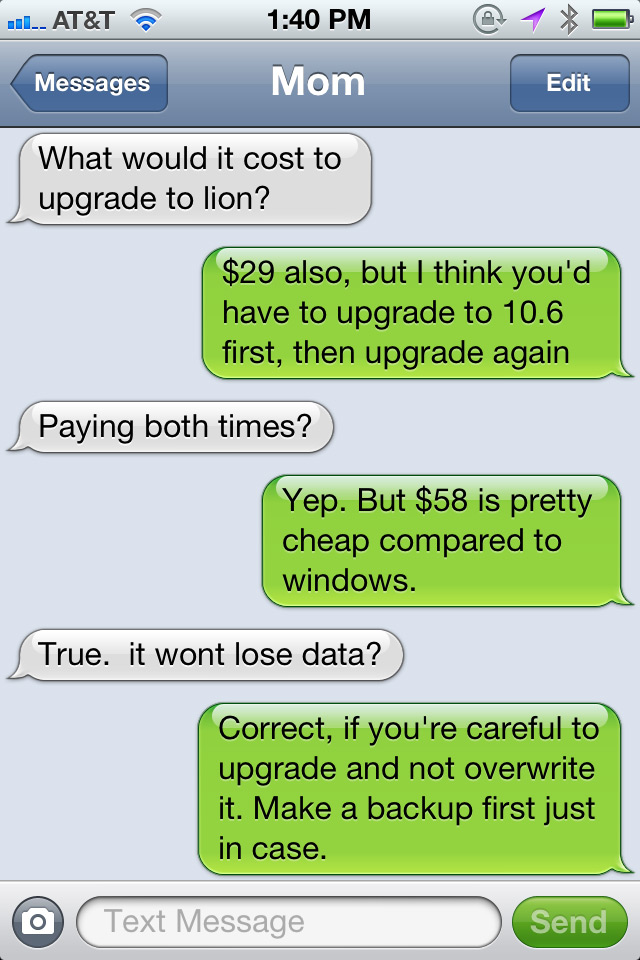 AT&T 1:40 PM
Messages Mom Edit
What would it cost to
upgrade to lion?
$29 also, but I think you'd
have to upgrade to 10.6
first, then upgrade again
Paying both times?
Yep. But $58 is pretty
cheap compared to
windows.
True.  it wont lose data?
Correct, if you're careful to
upgrade and not overwrite
it. Make a backup first just
in case.
Text Message Send